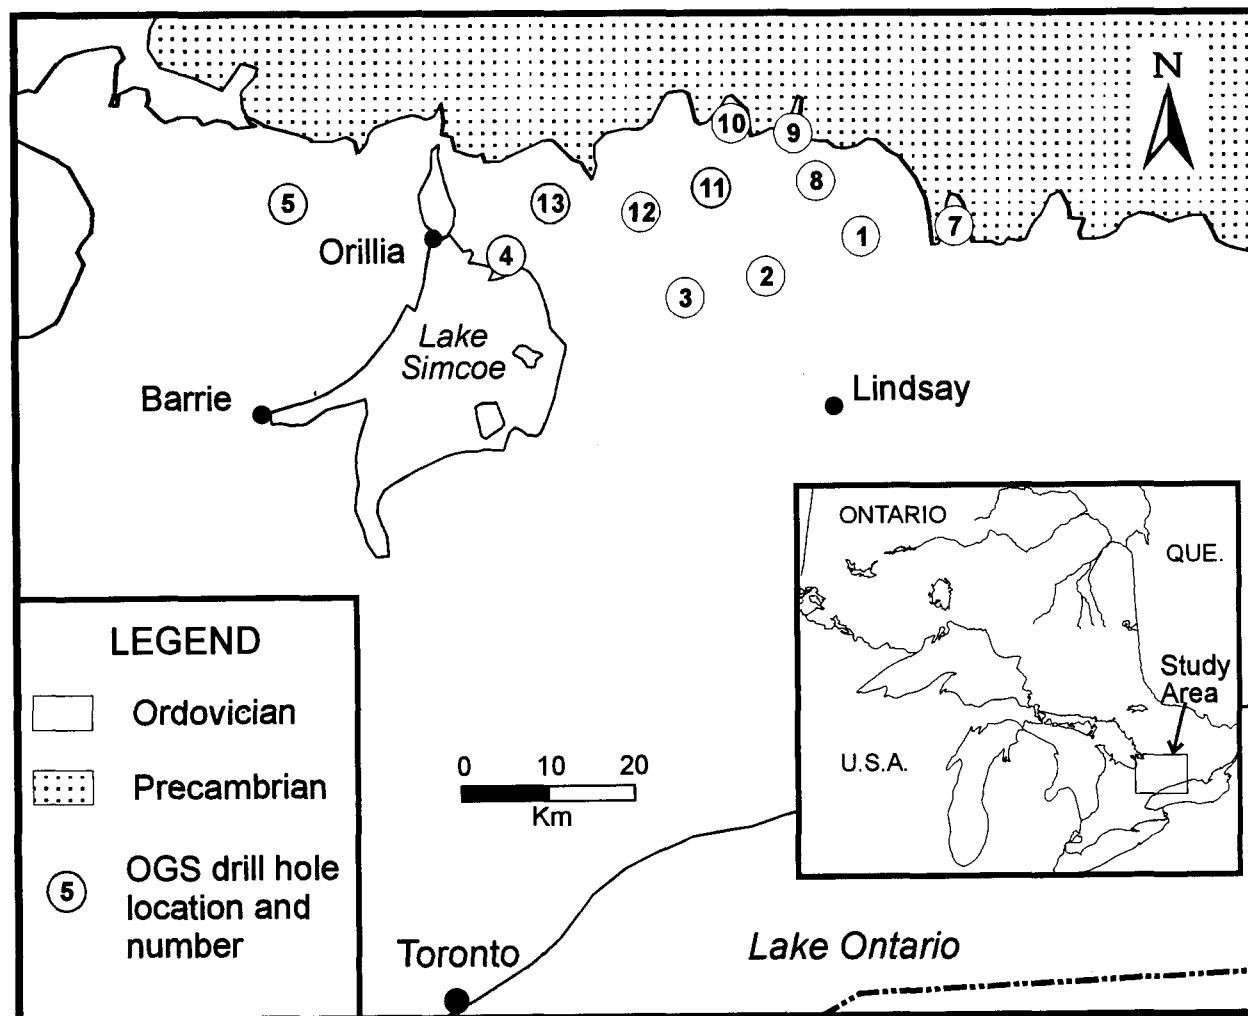 N
10
9
8
11
5
13
12
7
1
Orillia
4
2
3
Lake
Simcoe
Barrie
Lindsay
ONTARIO
QUE.
Study
Area
U.S.A.
LEGEND
Ordovician
Precambrian
5
OGS drill hole
location and
number
0 10 20
Km
Toronto
Lake Ontario